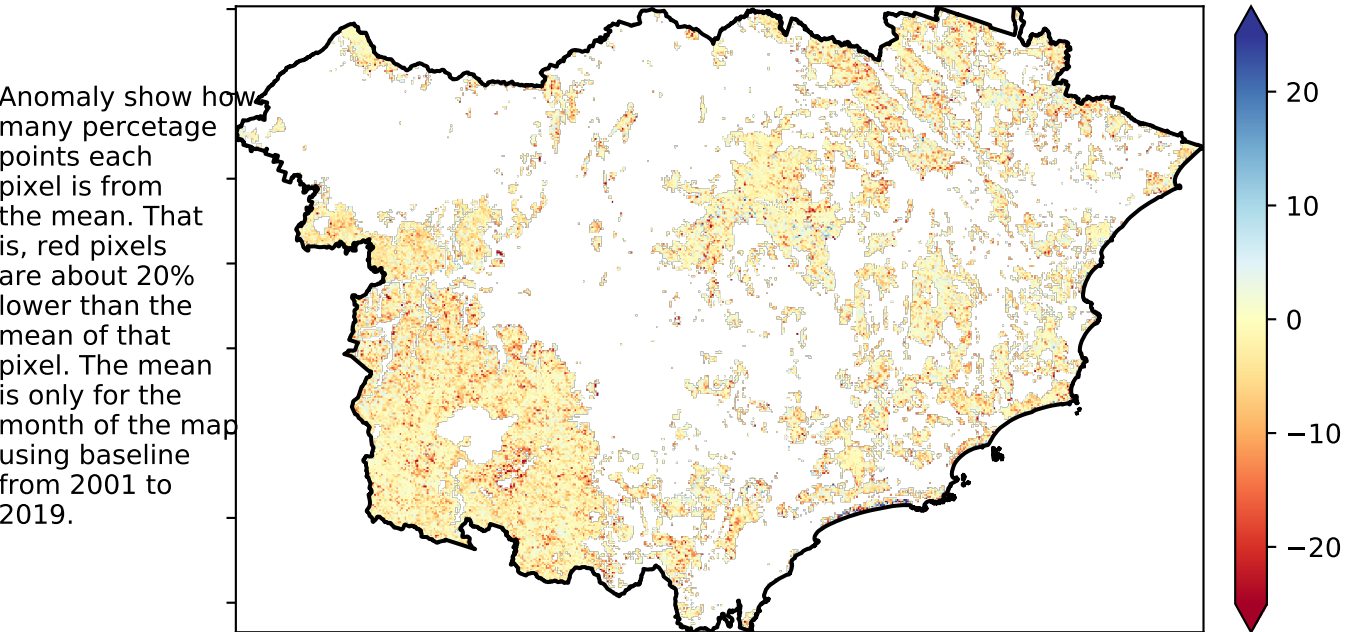 Anomaly show how
many percetage
points each
pixel is from
the mean. That
is, red pixels
are about 20%
lower than the
mean of that
pixel. The mean
is only for the
month of the map
using baseline
from 2001 to
2019.
20
10
0
−10
−20